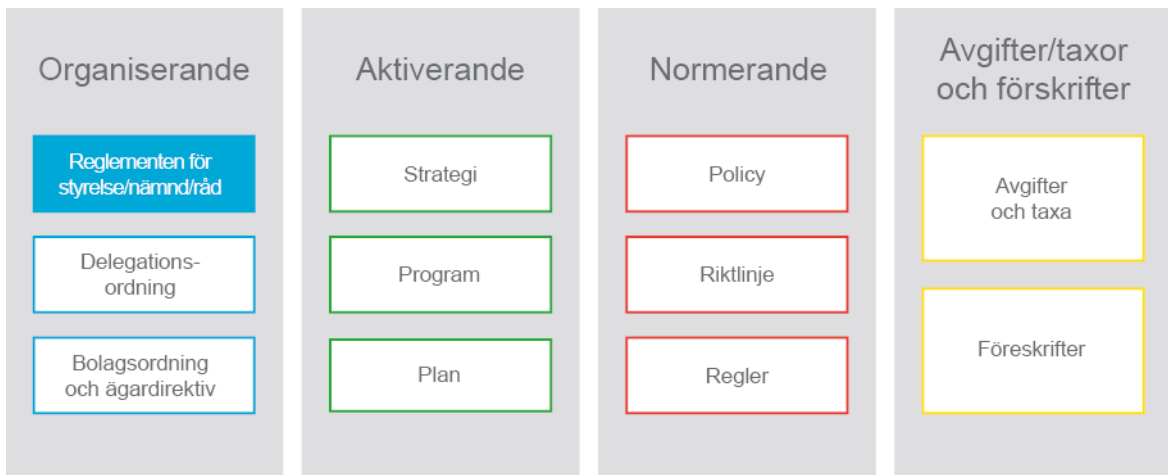 Organiserande
Reglementen för
styrelse/nämnd/råd
Delegations-
ordning
Bolagsordning
och ägardirektiv
Aktiverande
Strategi
Program
Plan
Normerande
Policy
Riktlinje
Regler
Avgifter/taxor
och förskrifter
Avgifter
och taxa
Föreskrifter